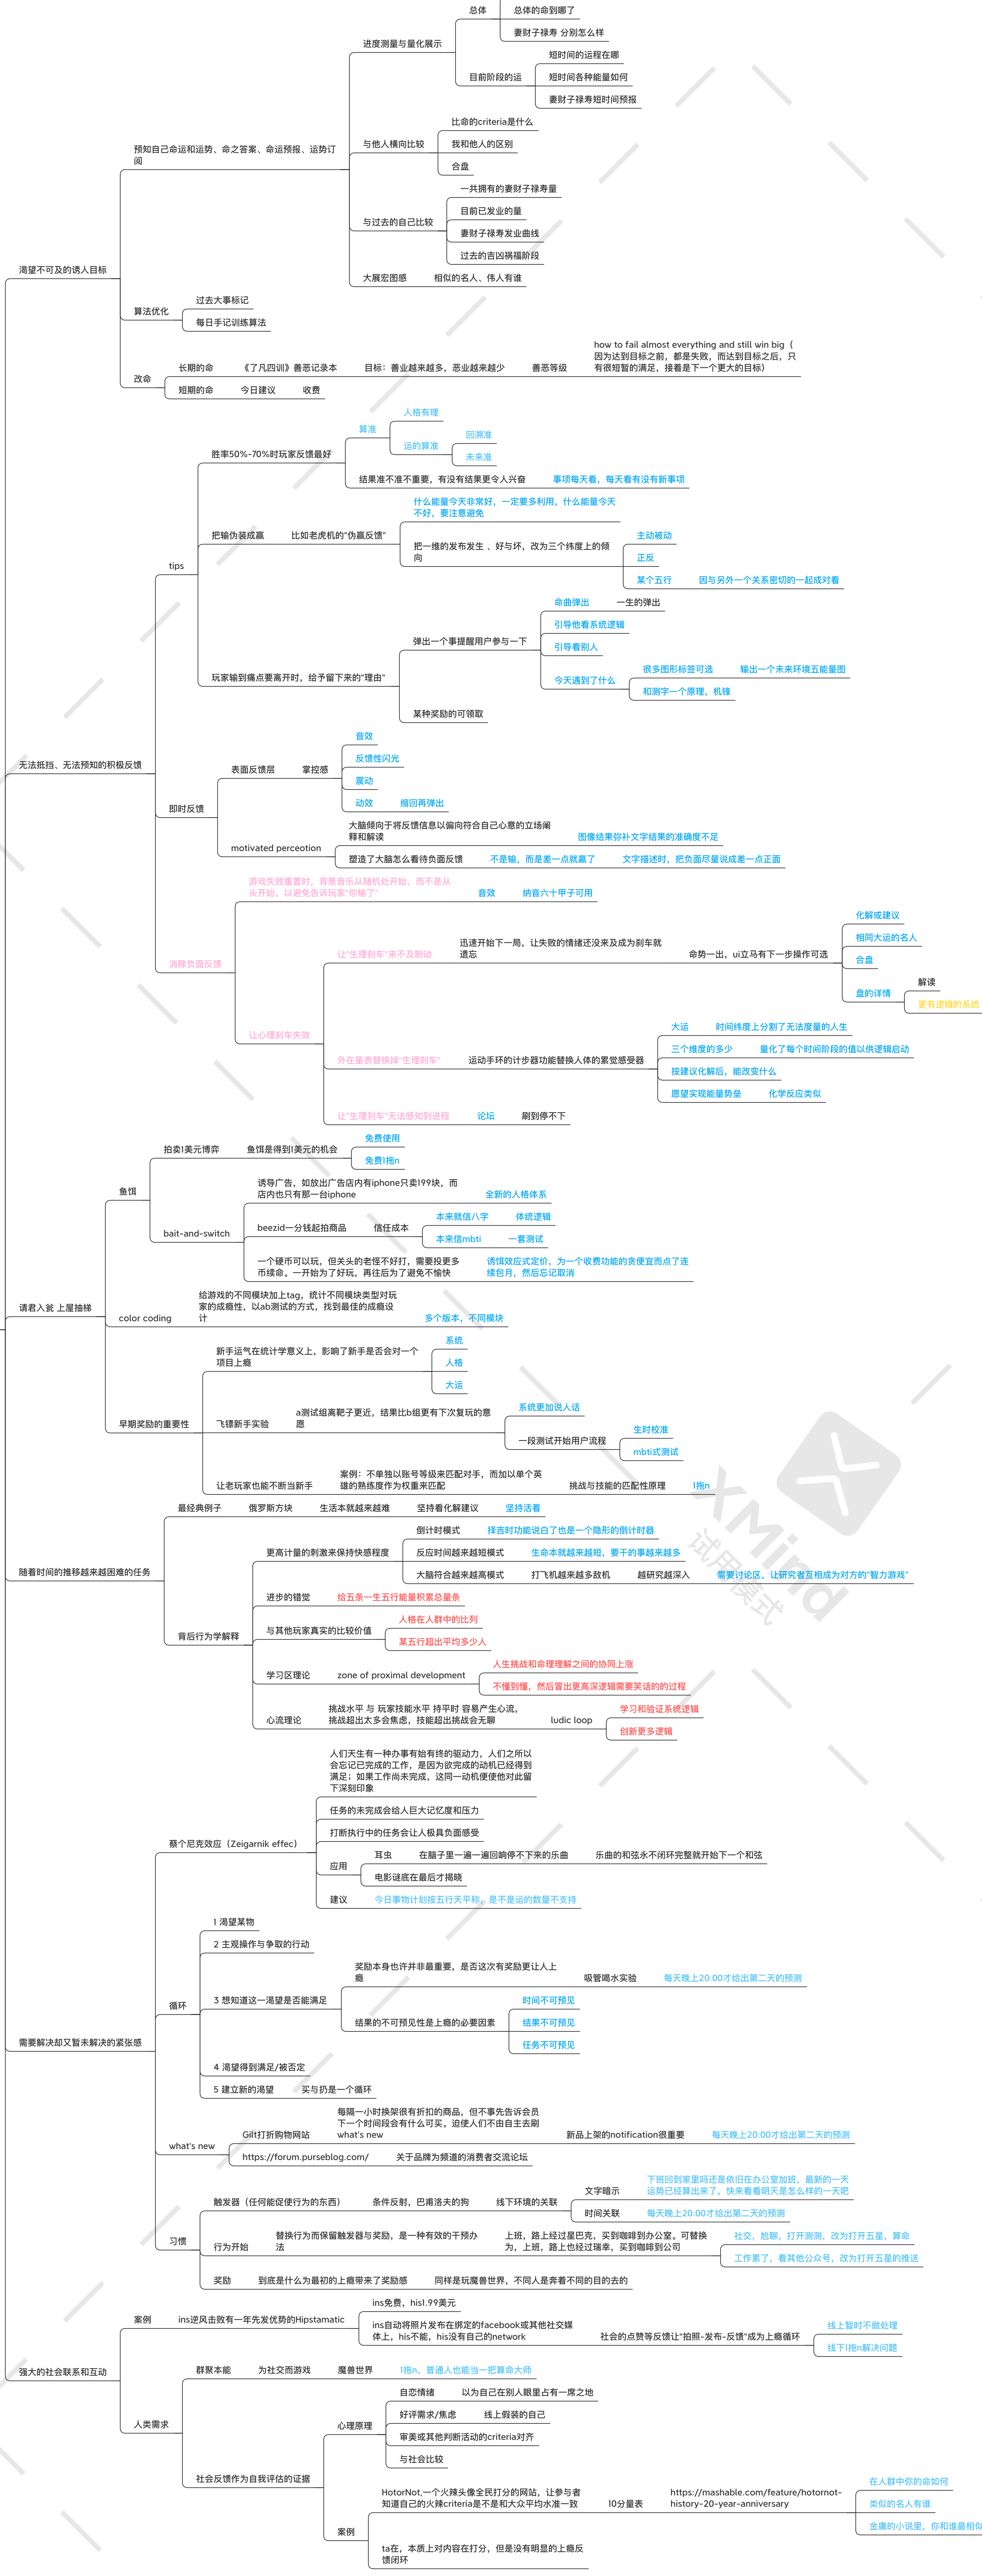 总体
总体的命到哪了
妻财子禄寿 分别怎么样
进度测量与量化展示
目前阶段的运
短时间的运程在哪
短时间各种能量如何
妻财子禄寿短时间预报
预知自己命运和运势、命之答案、命运预报、运势订
阅
与他人横向比较
比命的criteria是什么
我和他人的区别
合盘
与过去的自己比较
一共拥有的妻财子禄寿量
目前已发业的量
妻财子禄寿发业曲线
过去的吉凶祸福阶段
大展宏图感
相似的名人、伟人有谁
渴望不可及的诱人目标
算法优化
过去大事标记
每日手记训练算法
改命
长期的命
《了凡四训》善恶记录本
目标：善业越来越多，恶业越来越少
善恶等级
how to fail almost everything and still win big（
因为达到目标之前，都是失败，而达到目标之后，只
有很短暂的满足，接着是下一个更大的目标）
短期的命
今日建议
收费
无法抵挡、无法预知的积极反馈
tips
胜率50%-70%时玩家反馈最好
算准
人格有理
运的算准
回溯准
未来准
结果准不准不重要，有没有结果更令人兴奋
事项每天看，每天看有没有新事项
把输伪装成赢
比如老虎机的"伪赢反馈"
什么能量今天非常好，一定要多利用，什么能量今天
不好，要注意避免
把一维的发布发生 、好与坏，改为三个纬度上的倾
向
主动被动
正反
某个五行
因与另外一个关系密切的一起成对看
玩家输到痛点要离开时，给予留下来的"理由"
弹出一个事提醒用户参与一下
命曲弹出
一生的弹出
引导他看系统逻辑
引导看别人
今天遇到了什么
很多图形标签可选
输出一个未来环境五能量图
和测字一个原理，机锋
某种奖励的可领取
即时反馈
表面反馈层
掌控感
音效
反馈性闪光
震动
动效
缩回再弹出
motivated perceotion
大脑倾向于将反馈信息以偏向符合自己心意的立场阐
释和解读
图像结果弥补文字结果的准确度不足
塑造了大脑怎么看待负面反馈
不是输，而是差一点就赢了
文字描述时，把负面尽量说成差一点正面
消除负面反馈
游戏失败重置时，背景音乐从随机处开始，而不是从
头开始，以避免告诉玩家"你输了"
音效
纳音六十甲子可用
让心理刹车失效
让"生理刹车"来不及制动
迅速开始下一局，让失败的情绪还没来及成为刹车就
遗忘
命势一出，ui立马有下一步操作可选
化解或建议
相同大运的名人
合盘
盘的详情
解读
更有逻辑的系统
外在量表替换掉"生理刹车"
运动手环的计步器功能替换人体的累觉感受器
大运
时间纬度上分割了无法度量的人生
三个维度的多少
量化了每个时间阶段的值以供逻辑启动
按建议化解后，能改变什么
愿望实现能量势垒
化学反应类似
让"生理刹车"无法感知到进程
论坛
刷到停不下
请君入瓮 上屋抽梯
鱼饵
拍卖1美元博弈
鱼饵是得到1美元的机会
免费使用
免费1拖n
bait-and-switch
诱导广告，如放出广告店内有iphone只卖199块，而
店内也只有那一台iphone
全新的人格体系
beezid一分钱起拍商品
信任成本
本来就信八字
体统逻辑
本来信mbti
一套测试
一个硬币可以玩，但关头的老怪不好打，需要投更多
币续命。一开始为了好玩，再往后为了避免不愉快
诱饵效应式定价，为一个收费功能的贪便宜而点了连
续包月，然后忘记取消
color coding
给游戏的不同模块加上tag，统计不同模块类型对玩
家的成瘾性，以ab测试的方式，找到最佳的成瘾设
计
多个版本，不同模块
早期奖励的重要性
新手运气在统计学意义上，影响了新手是否会对一个
项目上瘾
系统
人格
大运
飞镖新手实验
a测试组离靶子更近，结果比b组更有下次复玩的意
愿
系统更加说人话
一段测试开始用户流程
生时校准
mbti式测试
让老玩家也能不断当新手
案例：不单独以账号等级来匹配对手，而加以单个英
雄的熟练度作为权重来匹配
挑战与技能的匹配性原理
1拖n
随着时间的推移越来越困难的任务
最经典例子
俄罗斯方块
生活本就越来越难
坚持看化解建议
坚持活着
背后行为学解释
更高计量的刺激来保持快感程度
倒计时模式
择吉时功能说白了也是一个隐形的倒计时器
反应时间越来越短模式
生命本就越来越短，要干的事越来越多
大脑符合越来越高模式
打飞机越来越多敌机
越研究越深入
需要讨论区，让研究者互相成为对方的"智力游戏"
进步的错觉
给五条一生五行能量积累总量条
与其他玩家真实的比较价值
人格在人群中的比列
某五行超出平均多少人
学习区理论
zone of proximal development
人生挑战和命理理解之间的协同上涨
不懂到懂，然后冒出更高深逻辑需要笑话的的过程
心流理论
挑战水平 与 玩家技能水平 持平时 容易产生心流，
挑战超出太多会焦虑，技能超出挑战会无聊
ludic loop
学习和验证系统逻辑
创新更多逻辑
需要解决却又暂未解决的紧张感
蔡个尼克效应（Zeigarnik effec）
人们天生有一种办事有始有终的驱动力，人们之所以
会忘记已完成的工作，是因为欲完成的动机已经得到
满足；如果工作尚未完成，这同一动机便使他对此留
下深刻印象
任务的未完成会给人巨大记忆度和压力
打断执行中的任务会让人极具负面感受
应用
耳虫
在脑子里一遍一遍回响停不下来的乐曲
乐曲的和弦永不闭环完整就开始下一个和弦
电影谜底在最后才揭晓
建议
今日事物计划按五行天平称，是不是运的数量不支持
循环
1 渴望某物
2 主观操作与争取的行动
3 想知道这一渴望是否能满足
奖励本身也许并非最重要，是否这次有奖励更让人上
瘾
吸管喝水实验
每天晚上20:00才给出第二天的预测
结果的不可预见性是上瘾的必要因素
时间不可预见
结果不可预见
任务不可预见
4 渴望得到满足/被否定
5 建立新的渴望
买与扔是一个循环
what's new
Gilt打折购物网站
每隔一小时换架很有折扣的商品，但不事先告诉会员
下一个时间段会有什么可买。迫使人们不由自主去刷
what's new
新品上架的notification很重要
每天晚上20:00才给出第二天的预测
https://forum.purseblog.com/
关于品牌为频道的消费者交流论坛
习惯
触发器（任何能促使行为的东西）
条件反射，巴甫洛夫的狗
线下环境的关联
文字暗示
下班回到家里吗还是依旧在办公室加班，最新的一天
运势已经算出来了，快来看看明天是怎么样的一天吧
时间关联
每天晚上20:00才给出第二天的预测
行为开始
替换行为而保留触发器与奖励，是一种有效的干预办
法
上班，路上经过星巴克，买到咖啡到办公室。可替换
为，上班，路上也经过瑞幸，买到咖啡到公司
社交，尬聊，打开测测，改为打开五星、算命
工作累了，看其他公众号，改为打开五星的推送
奖励
到底是什么为最初的上瘾带来了奖励感
同样是玩魔兽世界，不同人是奔着不同的目的去的
强大的社会联系和互动
案例
ins逆风击败有一年先发优势的Hipstamatic
ins免费，his1.99美元
ins自动将照片发布在绑定的facebook或其他社交媒
体上，his不能，his没有自己的network
社会的点赞等反馈让"拍照-发布-反馈"成为上瘾循环
线上暂时不做处理
线下1拖n解决问题
人类需求
群聚本能
为社交而游戏
魔兽世界
1拖n，普通人也能当一把算命大师
社会反馈作为自我评估的证据
心理原理
自恋情绪
以为自己在别人眼里占有一席之地
好评需求/焦虑
线上假装的自己
审美或其他判断活动的criteria对齐
与社会比较
案例
HotorNot,一个火辣头像全民打分的网站，让参与者
知道自己的火辣criteria是不是和大众平均水准一致
10分量表
https://mashable.com/feature/hotornot-
history-20-year-anniversary
在人群中你的命如何
类似的名人有谁
金庸的小说里，你和谁最相似
ta在，本质上对内容在打分，但是没有明显的上瘾反
馈闭环
XMind
试用模式